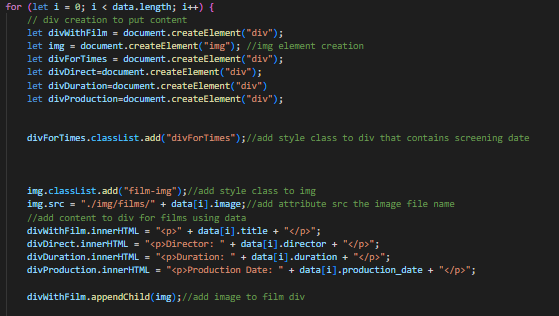 for (let i = 0; i < data.length; i++) {
// div creation to put content
let divWithFilm = document.createElement("div");
let img = document.createElement("img"); //img element creation
let divForTimes = document.createElement("div");
let divDirect=document.createElement("div");
let divDuration=document.createElement("div")
let divProduction=document.createElement("div");
divForTimes.classList.add("divForTimes");//add style class to div that contains screening date
img.classList.add("film-img");//add style class to img
img.src = "./img/films/" + data[i].image;//add attribute src the image file name
//add content to div for films using data
divWithFilm.innerHTML = "<p>" + data[i].title + "</p>";
divDirect.innerHTML = "<p>Director: " + data[i].director + "</p>";
divDuration.innerHTML = "<p>Duration: " + data[i].duration + "</p>";
divProduction.innerHTML = "<p>Production Date: " + data[i].production_date + "</p>";
divWithFilm.appendChild(img);//add image to film div